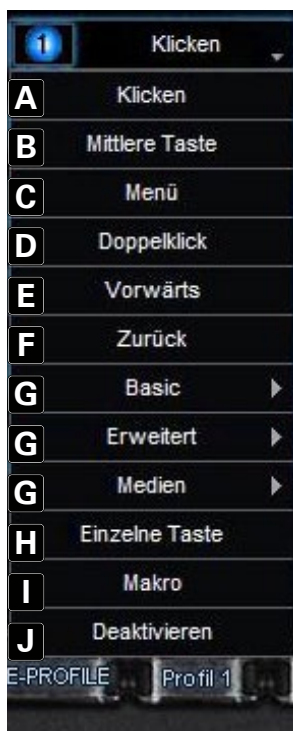 1 Klicken
A Klicken
B Mittlere Taste
C Menü
D Doppelklick
E Vorwärts
F Zurück
G Basic
G Erweitert
G Medien
H Einzelne Taste
I Makro
J Deaktivieren
E-PROFILE Profil 1